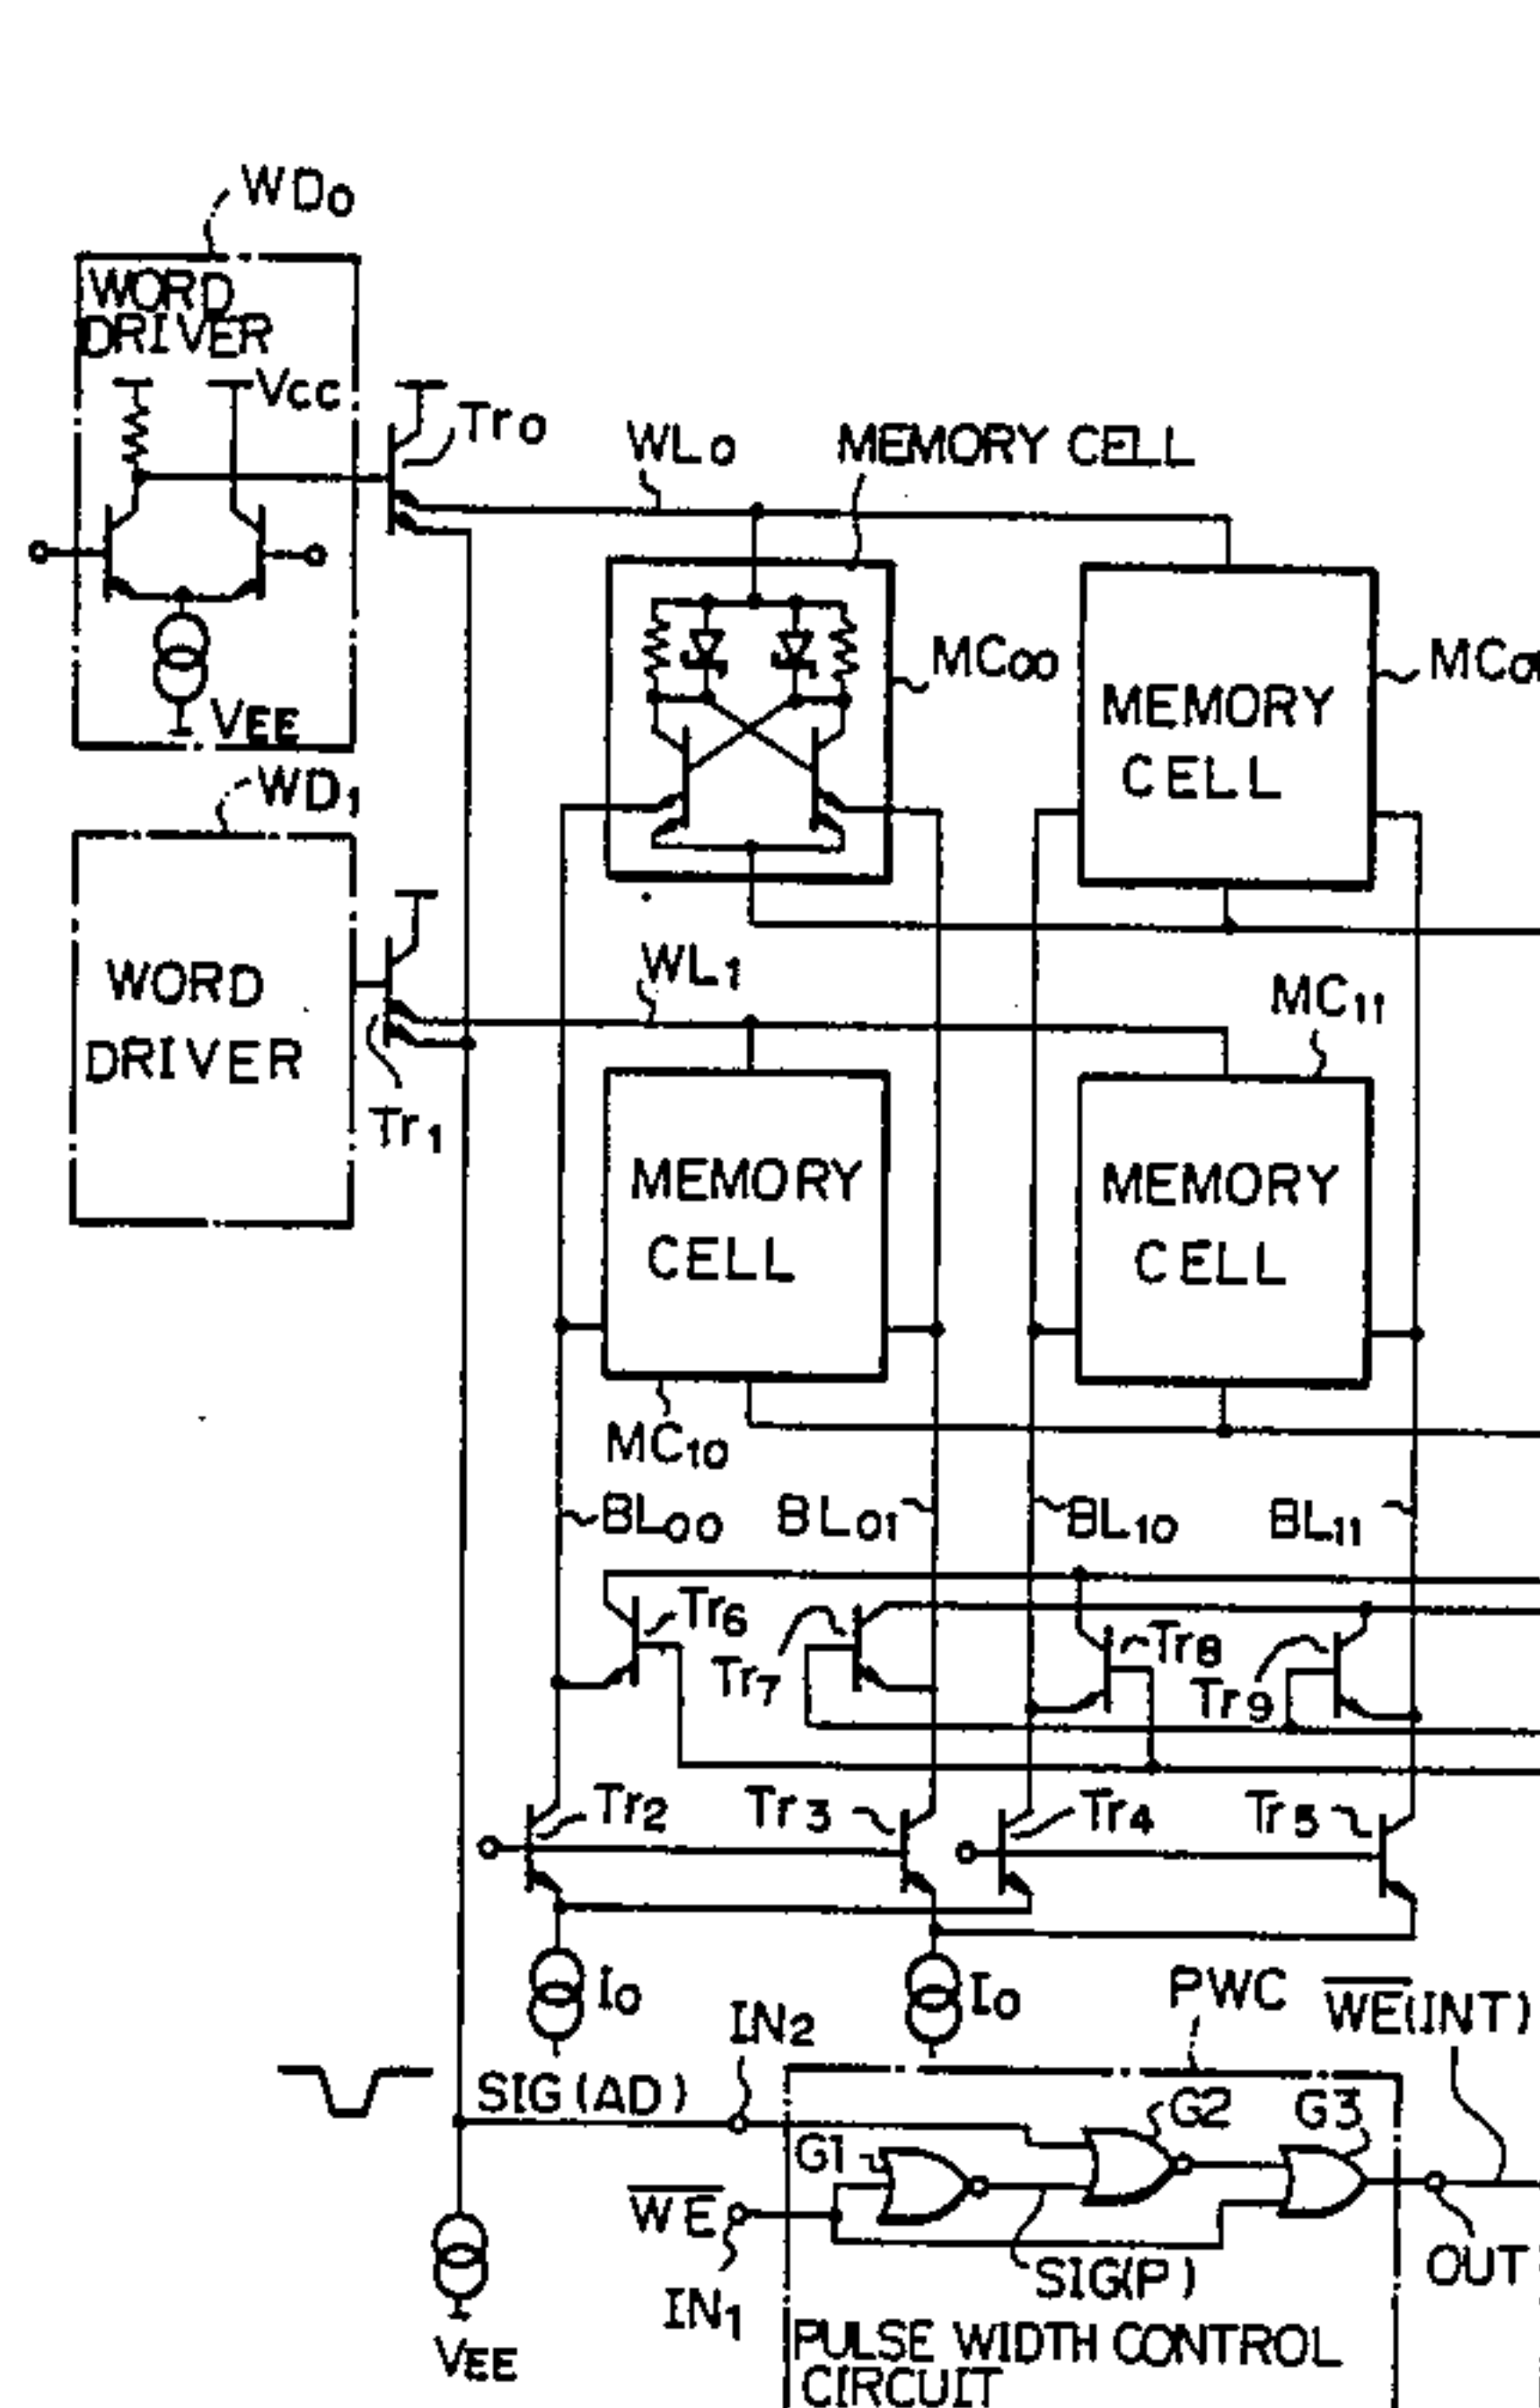 WD0
WORD
DRIVER
VCC
Tr0
WL0
MEMORY CELL
MC00
MEMORY
CELL
VEE
WD1
WORD
DRIVER
Tr1
WL1
MC11
MEMORY
CELL
MEMORY
CELL
MC10
BL00
BL01
BL10
BL11
Tr6
Tr7
Tr8
Tr9
Tr2
Tr3
Tr4
Tr5
I0
I0
IN2
PWC
WE(INT)
SIG(AD)
G1
G2
G3
WE
IN1
SIG(P)
OUT
VEE
PULSE WIDTH CONTROL
CIRCUIT